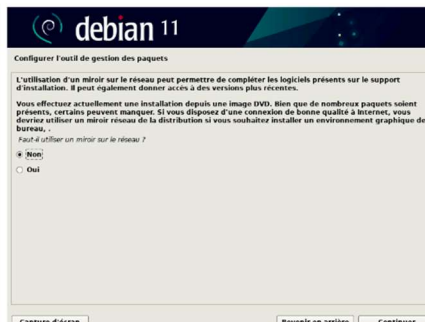 debian 11
Configurer l'outil de gestion des paquets
L'utilisation d'un miroir sur le réseau peut permettre de compléter les logiciels présents sur le support
d'installation. Il peut également donner accès à des versions plus récentes.
Vous effectuez actuellement une installation depuis une image DVD. Bien que de nombreux paquets soient
présents, certains peuvent manquer. Si vous disposez d'une connexion de bonne qualité à Internet, vous
devriez utiliser un miroir réseau de la distribution si vous souhaitez installer un environnement graphique de
bureau, .
Faut-il utiliser un miroir sur le réseau ?
Non
Oui
Capture d'écran
Revenir en arrière
Continuer